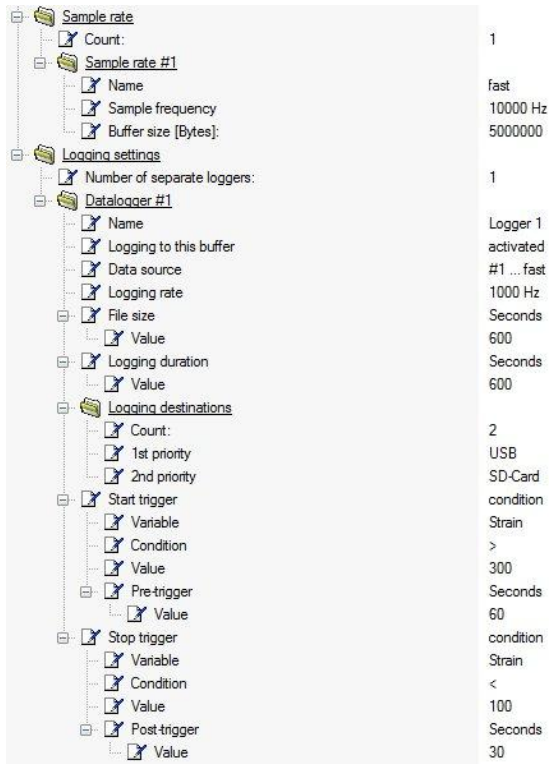 Sample rate
Count: 1
Sample rate #1
Name fast
Sample frequency 10000 Hz
Buffer size [Bytes]: 5000000
Logging settings
Number of separate loggers: 1
Datalogger #1
Name Logger 1
Logging to this buffer activated
Data source #1 ... fast
Logging rate 1000 Hz
File size Seconds
Value 600
Logging duration Seconds
Value 600
Logging destinations
Count: 2
1st priority USB
2nd priority SD-Card
Start trigger condition
Variable Strain
Condition >
Value 300
Pre-trigger Seconds
Value 60
Stop trigger condition
Variable Strain
Condition <
Value 100
Post-trigger Seconds
Value 30